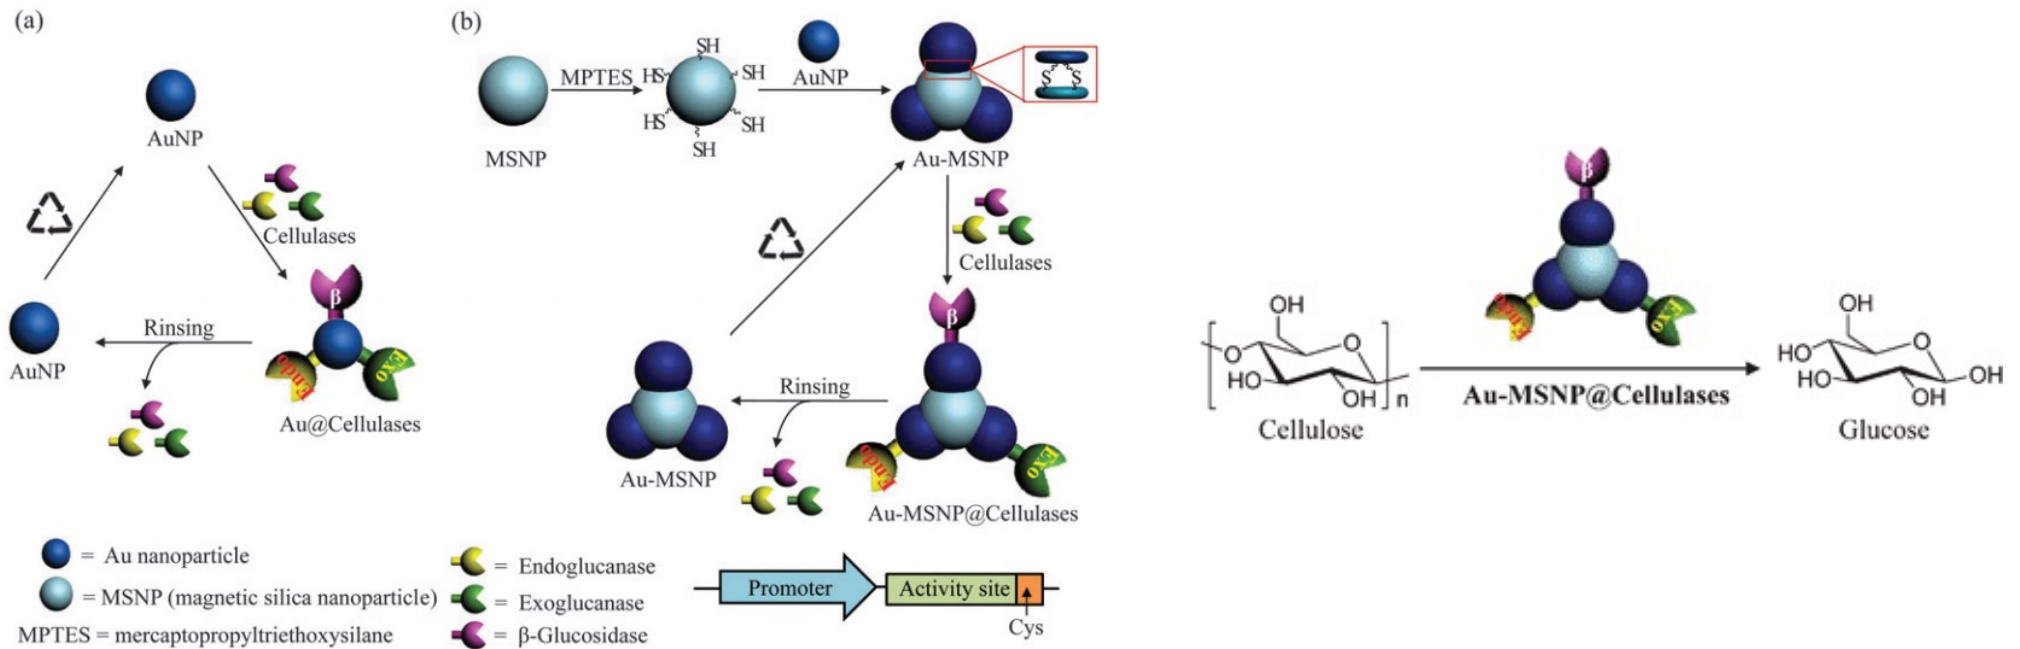 (a)
AuNP
Cellulases
β
Endo
Exo
Au@Cellulases
Rinsing
AuNP
(b)
MSNP
MPTES
SH
HS
SH
HS
SH
SH
AuNP
S S
Au-MSNP
Cellulases
β
Endo
Exo
Au-MSNP@Cellulases
Rinsing
Au-MSNP
= Au nanoparticle
= MSNP (magnetic silica nanoparticle)
MPTES = mercaptopropyltriethoxysilane
= Endoglucanase
= Exoglucanase
= β-Glucosidase
Promoter
Activity site
Cys
OH
O
O
HO
OH
n
Cellulose
β
Endo
Exo
Au-MSNP@Cellulases
OH
HO
O
HO
OH
OH
Glucose